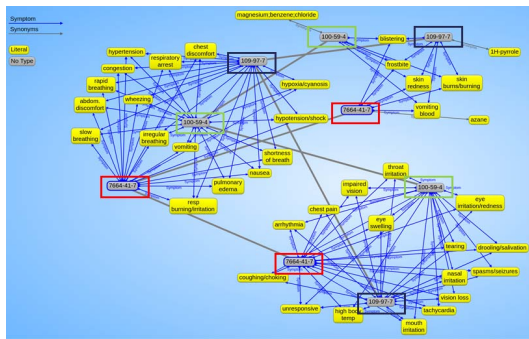 Symptom
Synonyms
Literal
No Type
magnesium;benzene;chloride
100-59-4
109-97-7
blistering
1H-pyrrole
hypertension
chest
discomfort
respiratory
arrest
109-97-7
congestion
frostbite
rapid
breathing
hypoxia/cyanosis
skin
redness
skin
burns/burning
abdom.
discomfort
wheezing
7664-41-7
vomiting
blood
azane
100-59-4
hypotension/shock
slow
breathing
irregular
breathing
vomiting
shortness
of breath
nausea
throat
irritation
7664-41-7
pulmonary
edema
impaired
vision
100-59-4
resp
burning/irritation
chest pain
eye
irritation/redness
arrhythmia
eye
swelling
tearing
drooling/salivation
7664-41-7
coughing/choking
nasal
irritation
spasms/seizures
vision loss
109-97-7
unresponsive
high body
temp
tachycardia
mouth
irritation